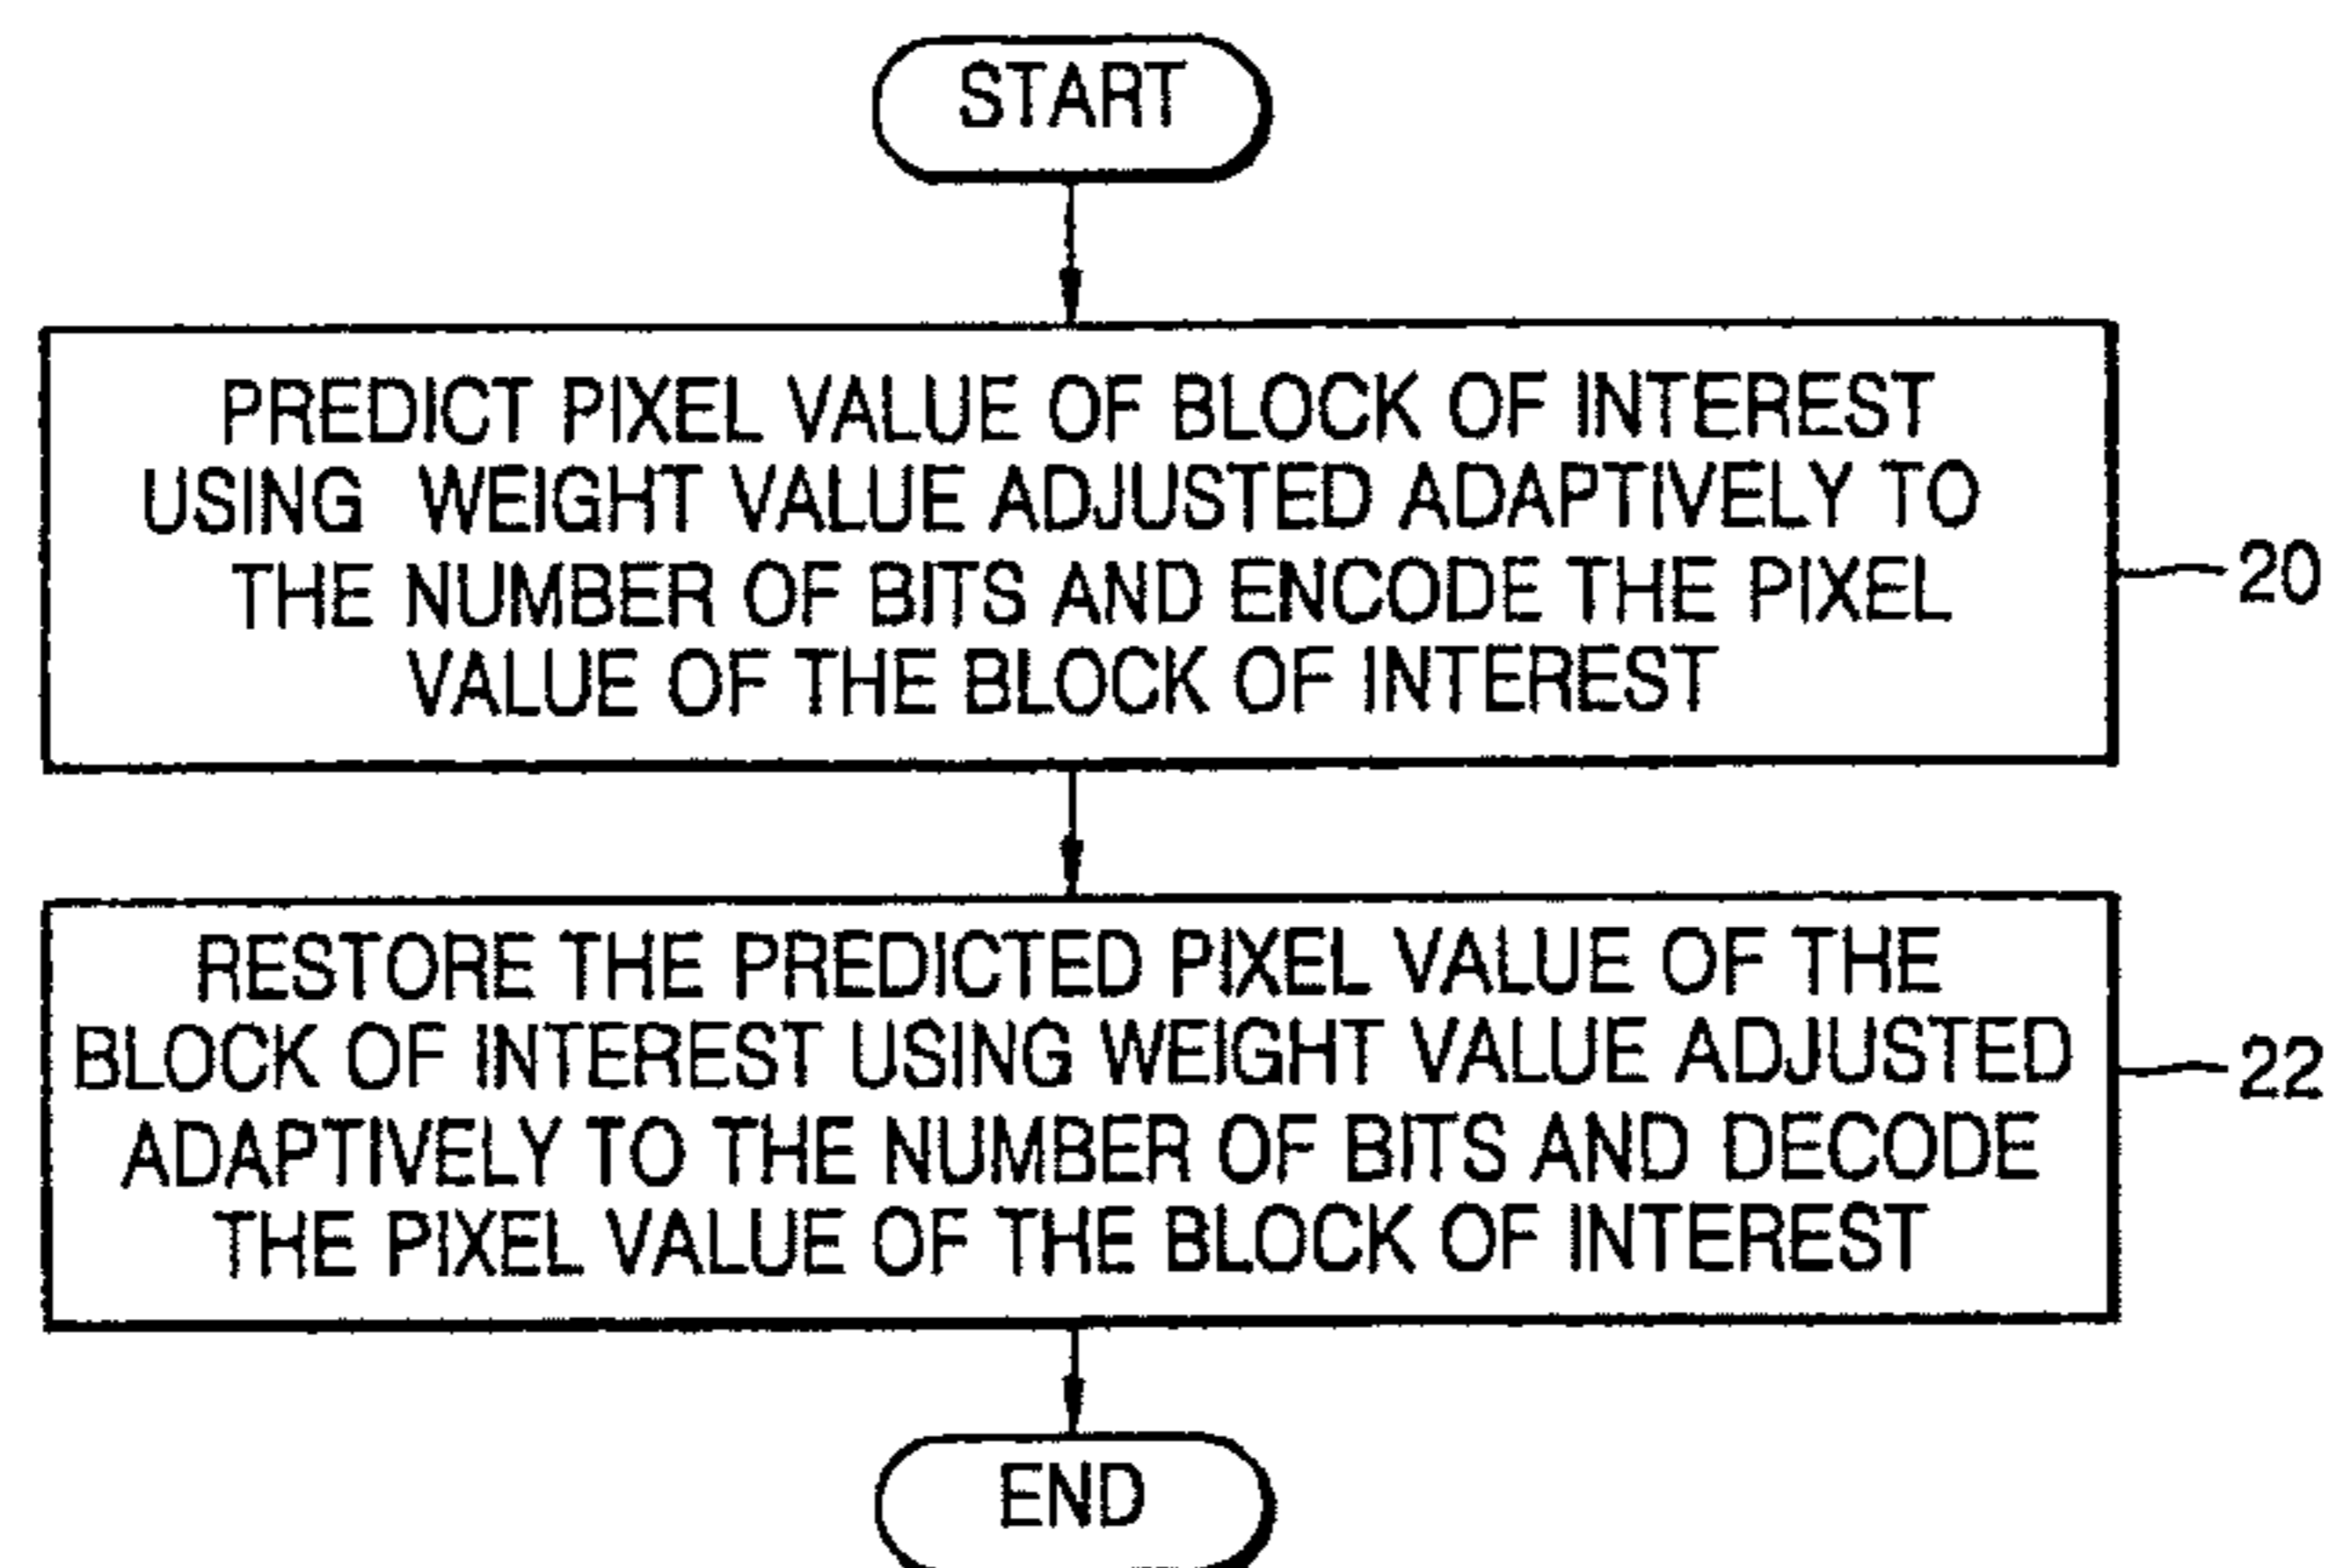 START
PREDICT PIXEL VALUE OF BLOCK OF INTEREST
USING WEIGHT VALUE ADJUSTED ADAPTIVELY TO
THE NUMBER OF BITS AND ENCODE THE PIXEL
VALUE OF THE BLOCK OF INTEREST
20
RESTORE THE PREDICTED PIXEL VALUE OF THE
BLOCK OF INTEREST USING WEIGHT VALUE ADJUSTED
ADAPTIVELY TO THE NUMBER OF BITS AND DECODE
THE PIXEL VALUE OF THE BLOCK OF INTEREST
22
END